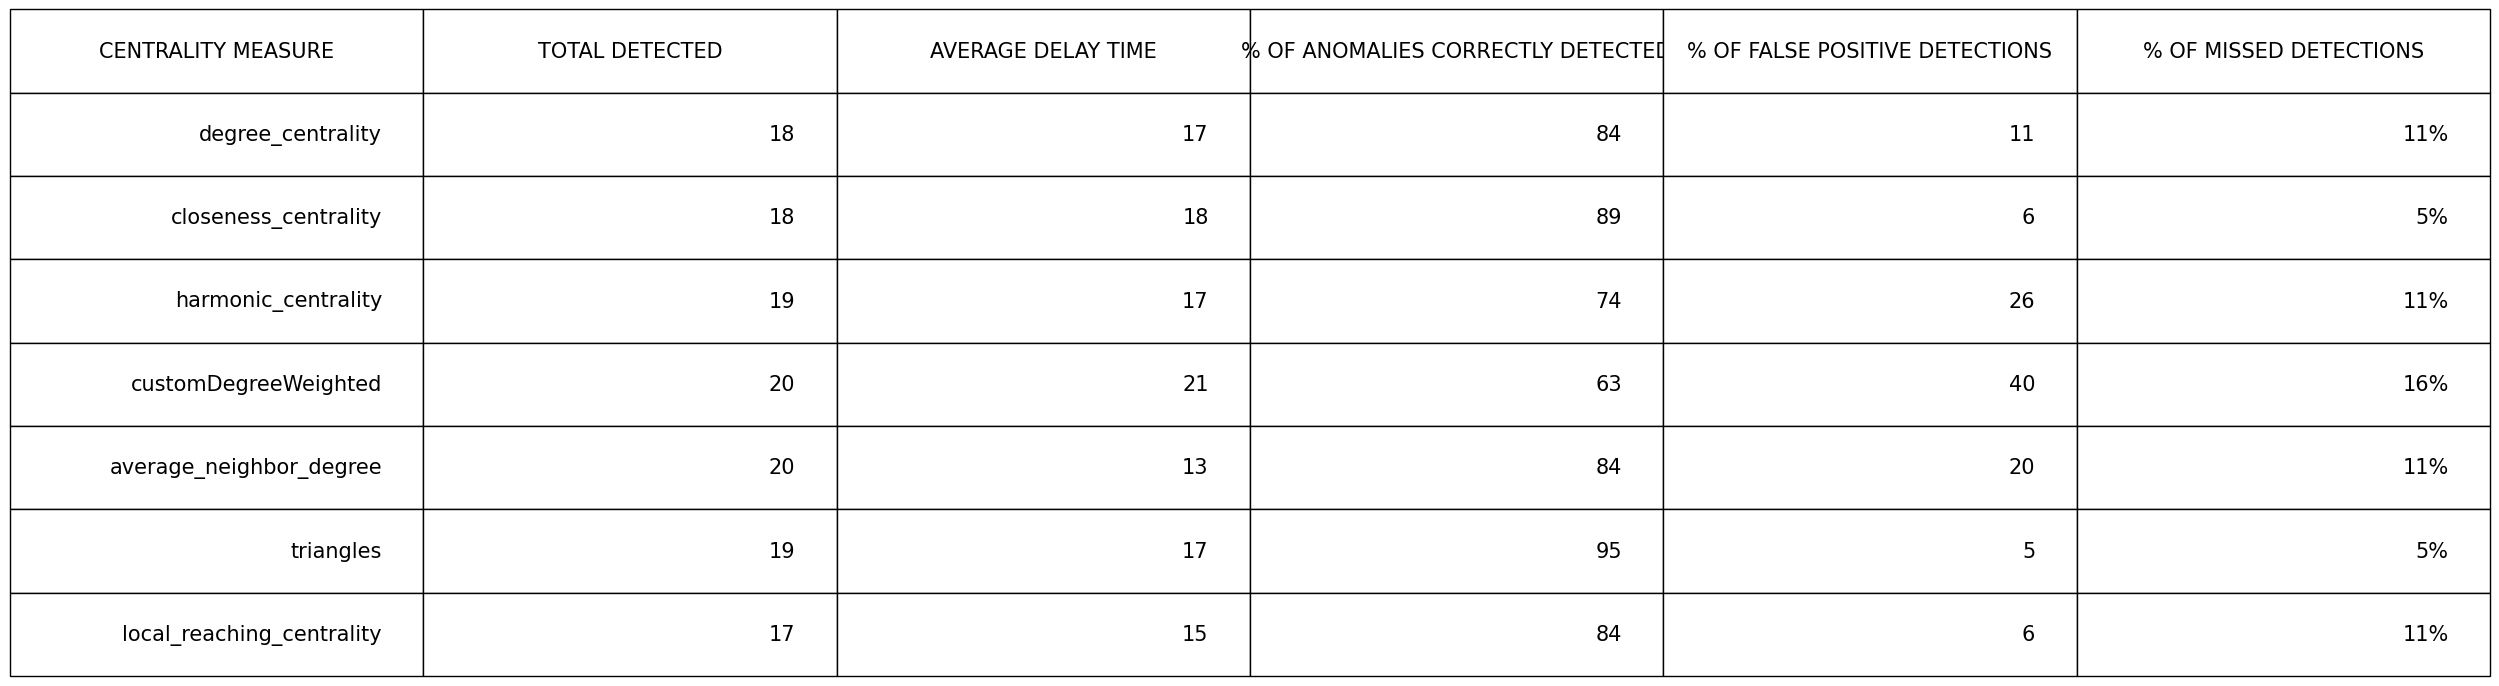 CENTRALITY MEASURE TOTAL DETECTED AVERAGE DELAY TIME % OF ANOMALIES CORRECTLY DETECTED % OF FALSE POSITIVE DETECTIONS % OF MISSED DETECTIONS
degree_centrality 18 17 84 11 11%
closeness_centrality 18 18 89 6 5%
harmonic_centrality 19 17 74 26 11%
customDegreeWeighted 20 21 63 40 16%
average_neighbor_degree 20 13 84 20 11%
triangles 19 17 95 5 5%
local_reaching_centrality 17 15 84 6 11%